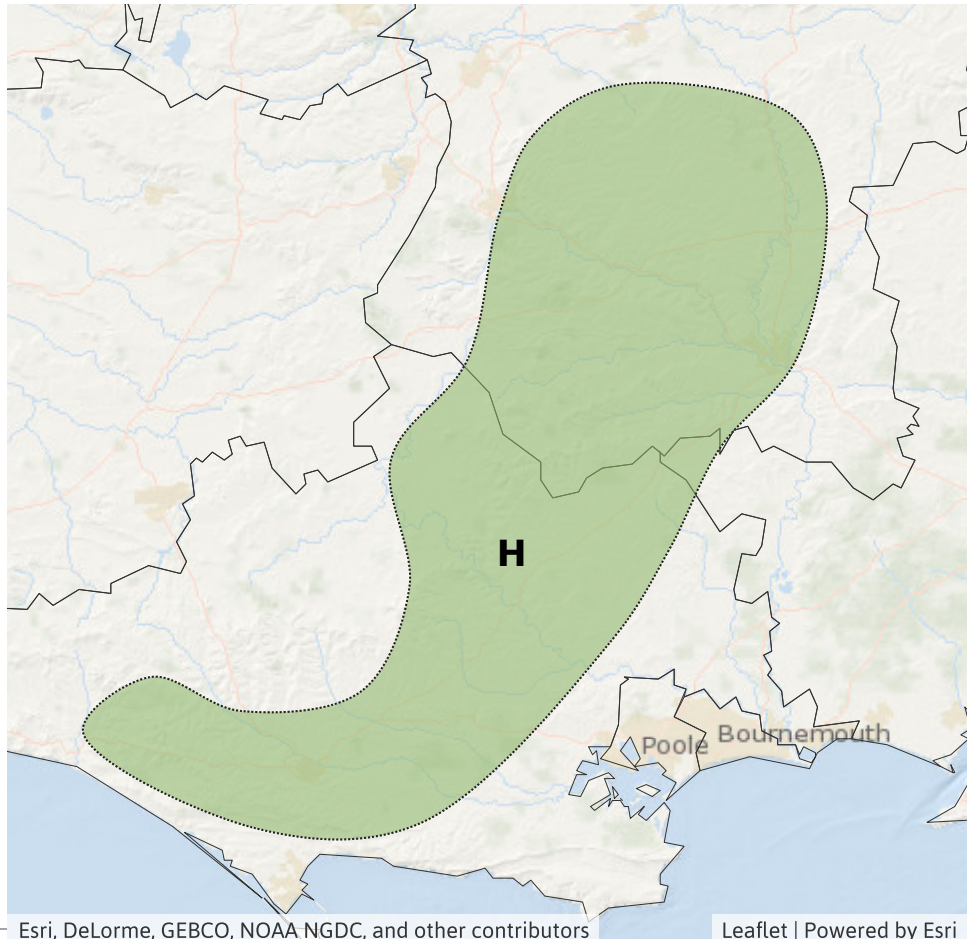 H
Poole
Bournemouth
Esri, DeLorme, GEBCO, NOAA NGDC, and other contributors
Leaflet | Powered by Esri